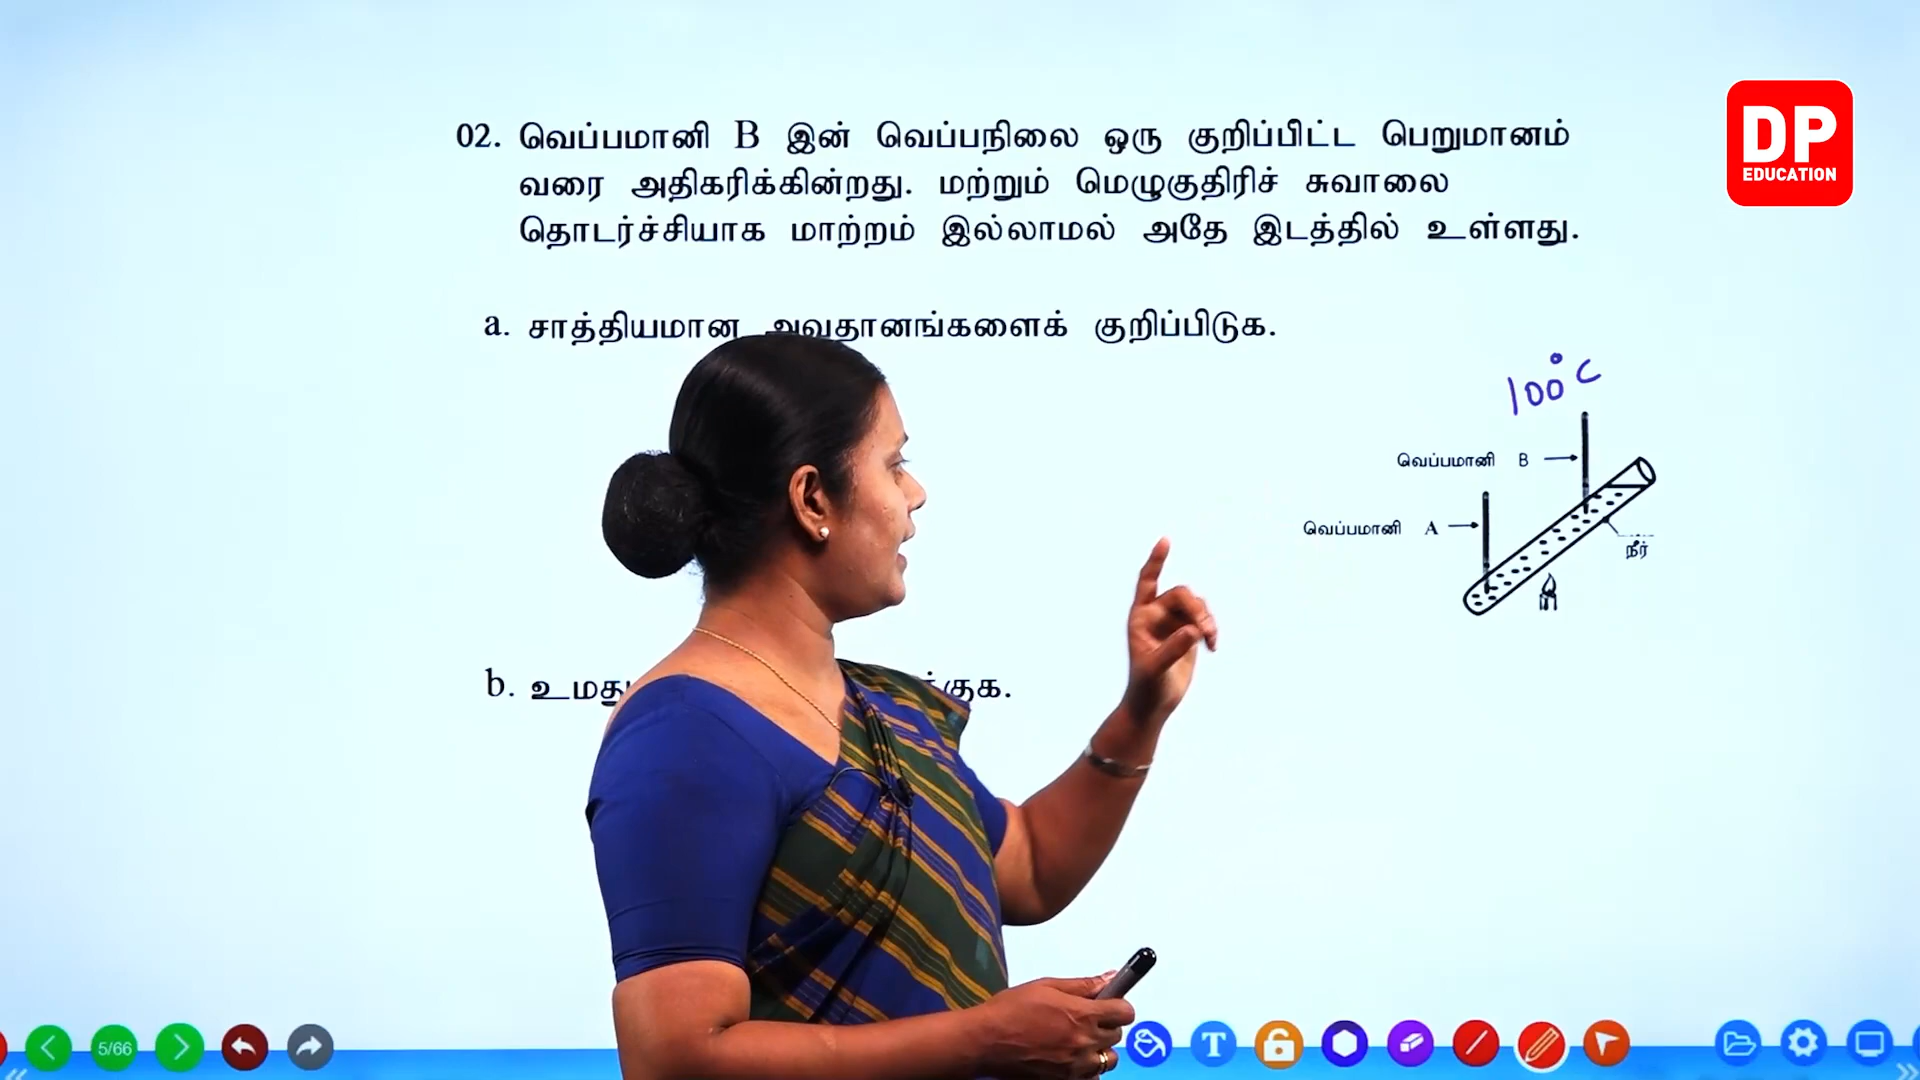 DP
EDUCATION
02. வெப்பமானி B இன் வெப்பநிலை ஒரு குறிப்பிட்ட பெறுமானம்
வரை அதிகரிக்கின்றது. மற்றும் மெழுகுதிரிச் சுவாலை
தொடர்ச்சியாக மாற்றம் இல்லாமல் அதே இடத்தில் உள்ளது.
a. சாத்தியமான அவதானங்களைக் குறிப்பிடுக.
100°C
வெப்பமானி B
வெப்பமானி A
நீர்
b.
5/66
T